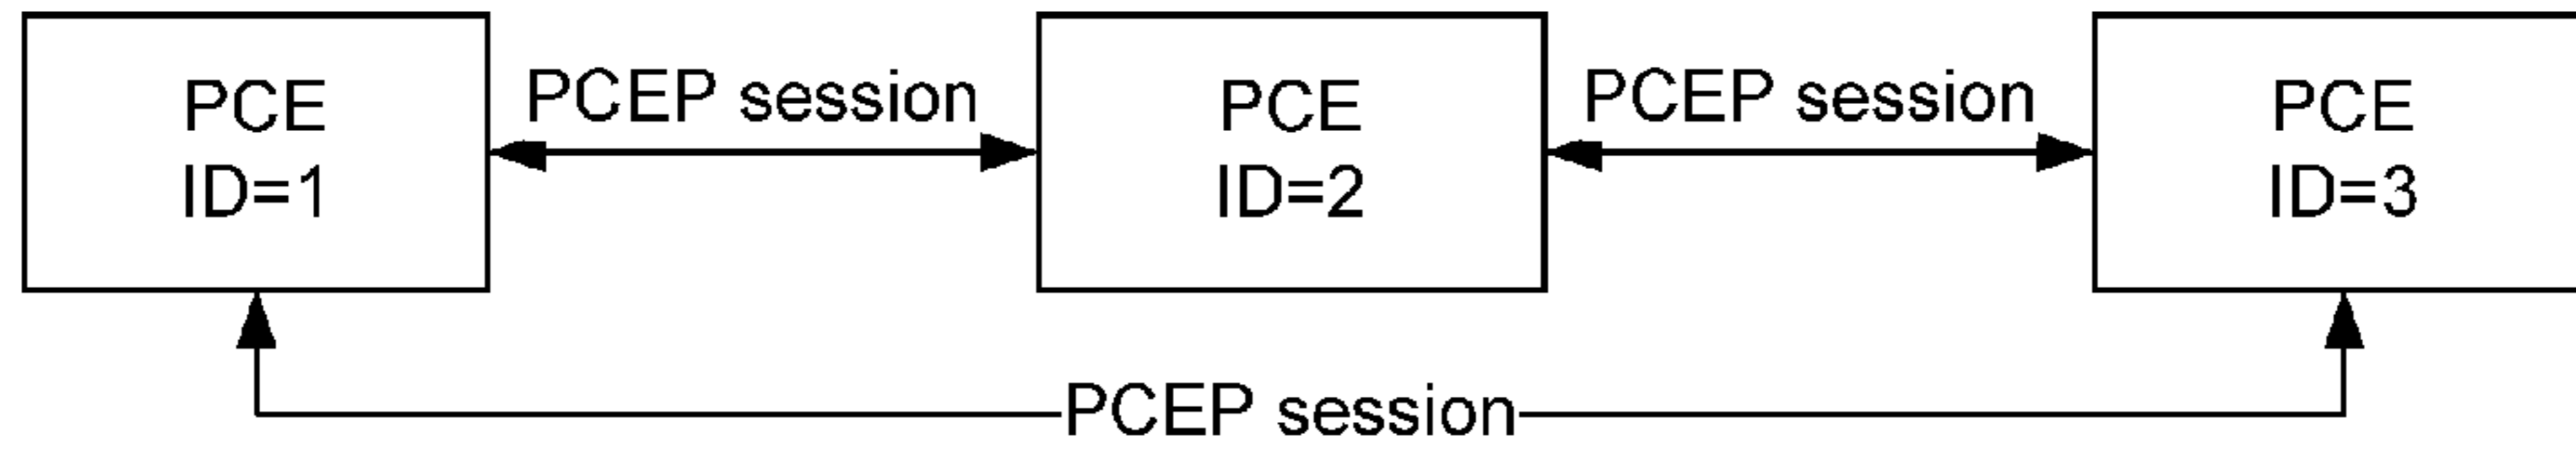 PCE
ID=1
PCEP session
PCE
ID=2
PCEP session
PCE
ID=3
PCEP session